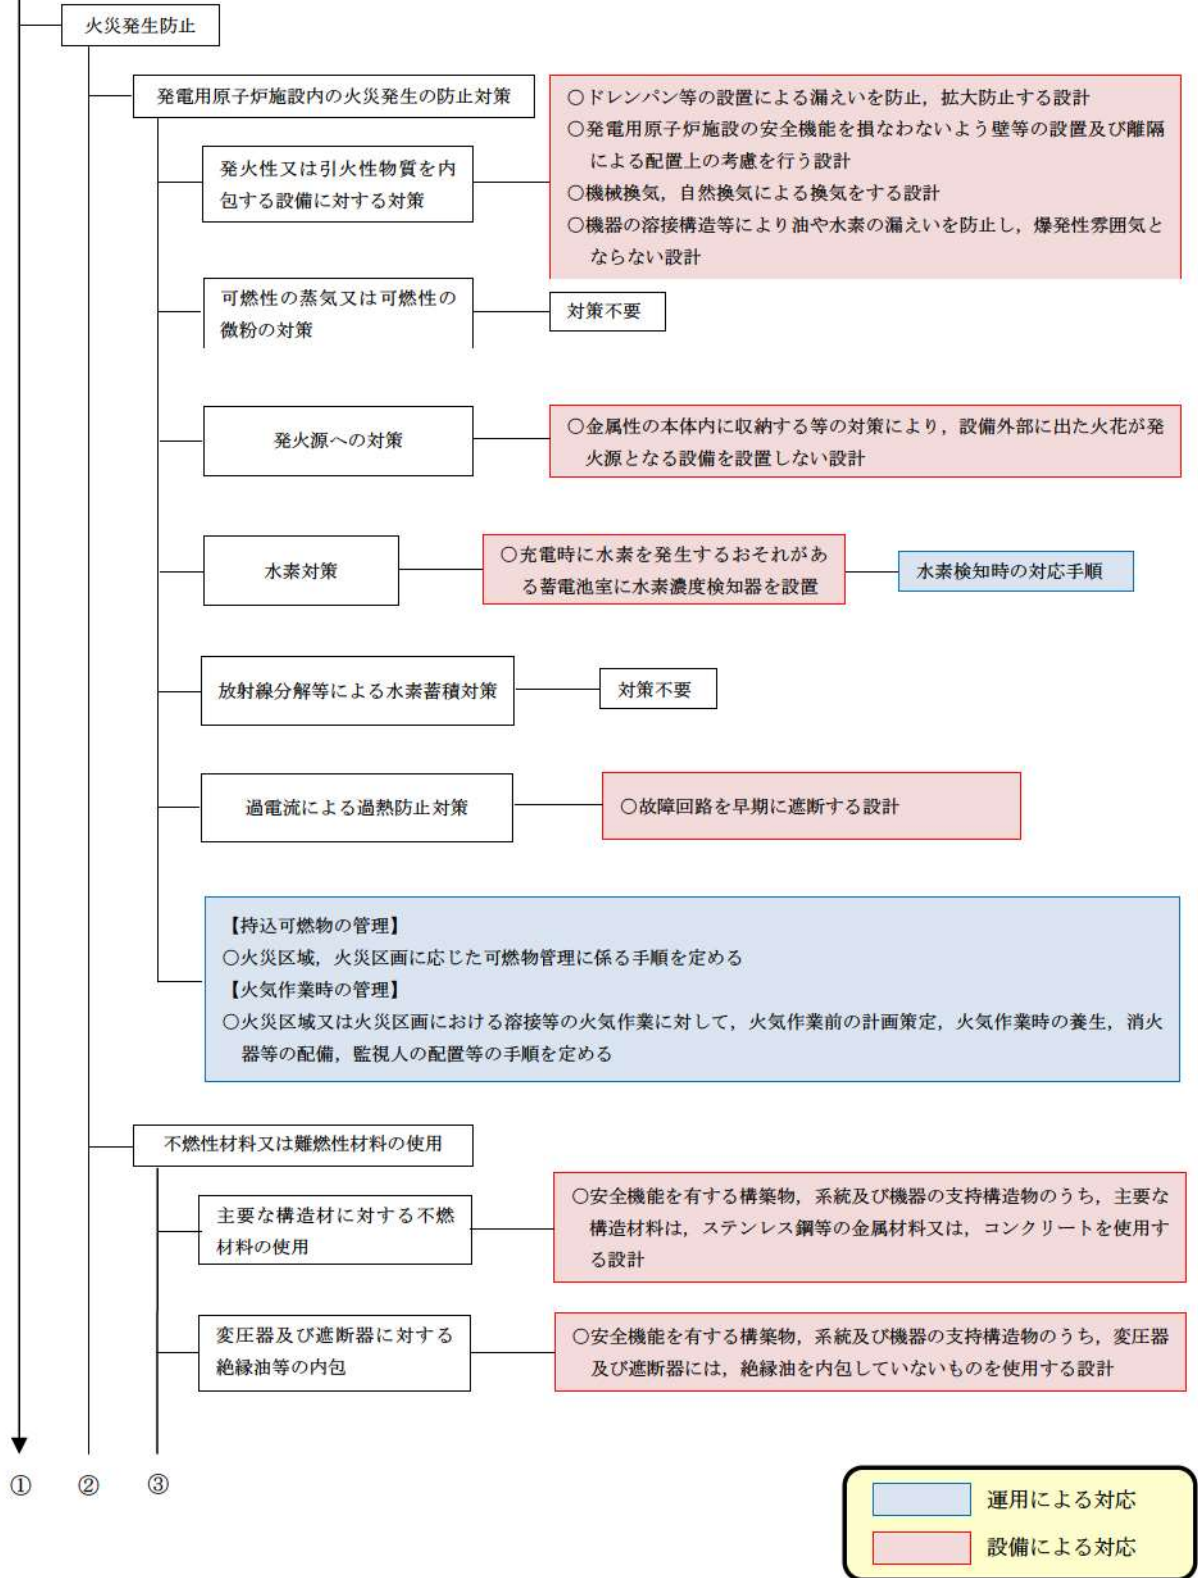 火災発生防止
発電用原子炉施設内の火災発生の防止対策
発火性又は引火性物質を内
包する設備に対する対策
○ドレンパン等の設置による漏えいを防止，拡大防止する設計
○発電用原子炉施設の安全機能を損なわないよう壁等の設置及び離隔
による配置上の考慮を行う設計
○機械換気，自然換気による換気をする設計
○機器の溶接構造等により油や水素の漏えいを防止し，爆発性雰囲気と
ならない設計
可燃性の蒸気又は可燃性の
微粉の対策
対策不要
発火源への対策
○金属性の本体内に収納する等の対策により，設備外部に出た火花が発
火源となる設備を設置しない設計
水素対策
○充電時に水素を発生するおそれがあ
る蓄電池室に水素濃度検知器を設置
水素検知時の対応手順
放射線分解等による水素蓄積対策
対策不要
過電流による過熱防止対策
○故障回路を早期に遮断する設計
【持込可燃物の管理】
○火災区域，火災区画に応じた可燃物管理に係る手順を定める
【火気作業時の管理】
○火災区域又は火災区画における溶接等の火気作業に対して，火気作業前の計画策定，火気作業時の養生，消火
器等の配備，監視人の配置等の手順を定める
不燃性材料又は難燃性材料の使用
主要な構造材に対する不燃
材料の使用
○安全機能を有する構築物，系統及び機器の支持構造物のうち，主要な
構造材料は，ステンレス鋼等の金属材料又は，コンクリートを使用す
る設計
変圧器及び遮断器に対する
絶縁油等の内包
○安全機能を有する構築物，系統及び機器の支持構造物のうち，変圧器
及び遮断器には，絶縁油を内包していないものを使用する設計
① ② ③
運用による対応
設備による対応